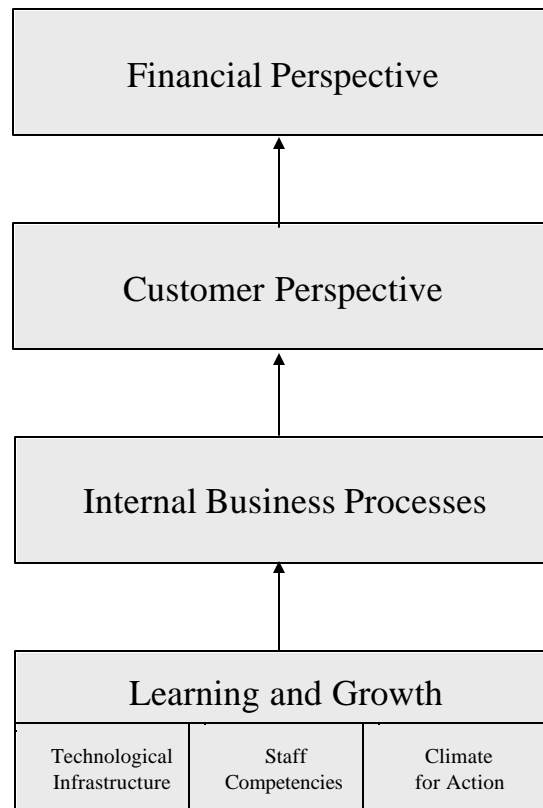 Financial Perspective
Customer Perspective
Internal Business Processes
Learning and Growth
Technological
Infrastructure
Staff
Competencies
Climate
for Action